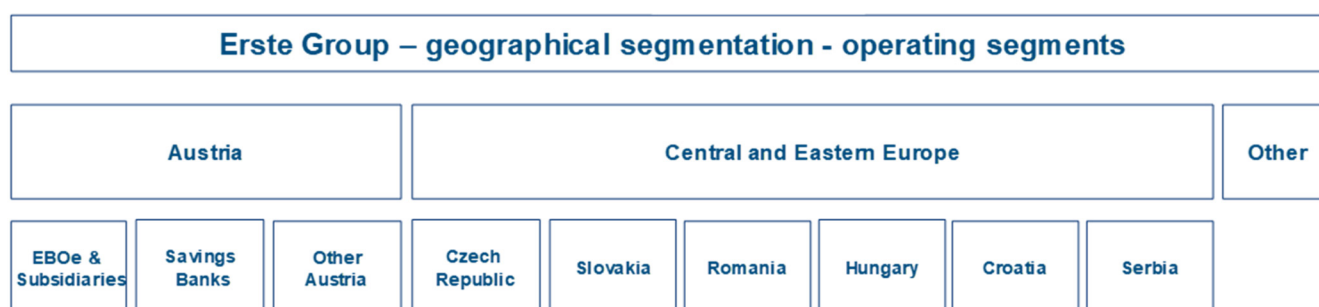 Erste Group – geographical segmentation - operating segments
Austria
Central and Eastern Europe
Other
EBOe &
Subsidiaries
Savings
Banks
Other
Austria
Czech
Republic
Slovakia
Romania
Hungary
Croatia
Serbia